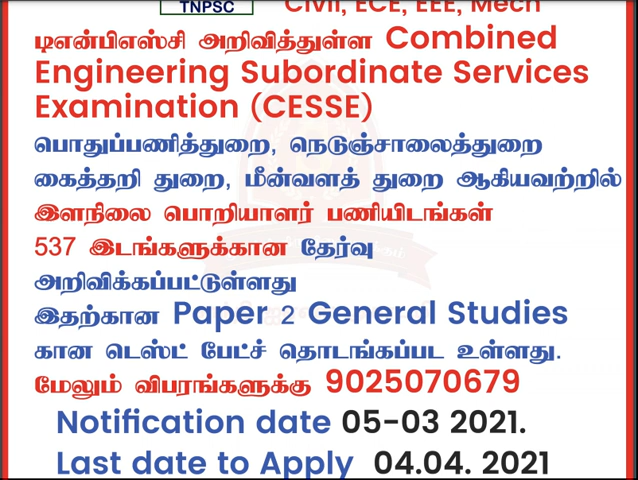 TNPSC
Civil, ECE, EEE, Mech
டிஎன்பிஎஸ்சி அறிவித்துள்ள Combined
Engineering Subordinate Services
Examination (CESSE)
பொதுப்பணித்துறை, நெடுஞ்சாலைத்துறை
கைத்தறி துறை, மீன்வளத் துறை ஆகியவற்றில்
இளநிலை பொறியாளர் பணியிடங்கள்
537 இடங்களுக்கான தேர்வு
அறிவிக்கப்பட்டுள்ளது
இதற்கான Paper 2 General Studies
கான டெஸ்ட் பேட்ச் தொடங்கப்பட உள்ளது.
மேலும் விபரங்களுக்கு 9025070679
Notification date 05-03 2021.
Last date to Apply 04.04. 2021